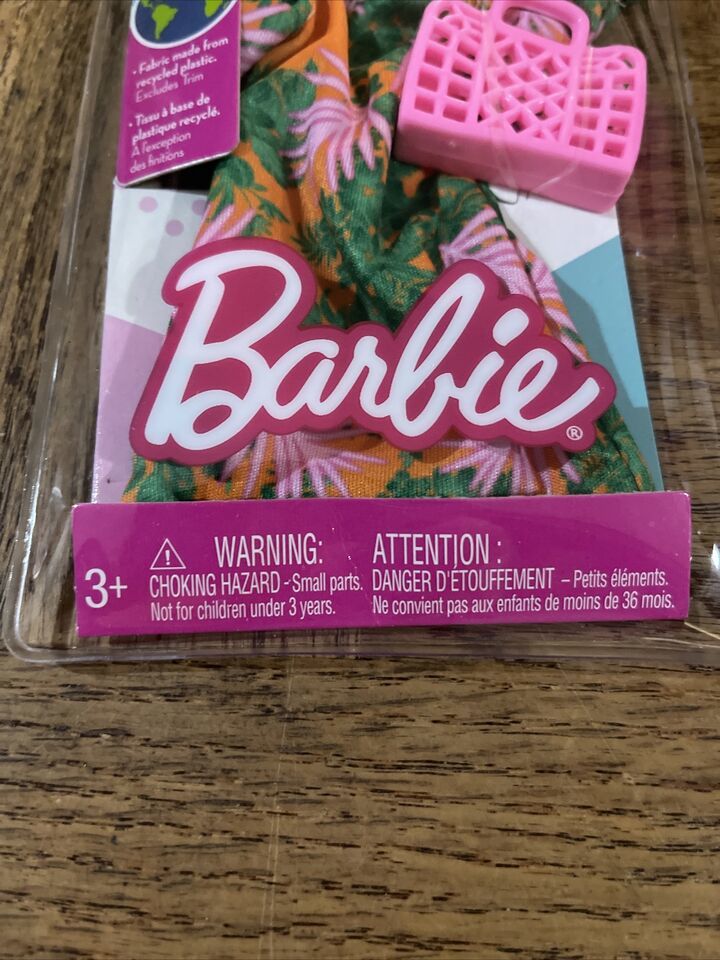 • Fabric made from
recycled plastic.
Excludes Trim
• Tissu à base de
plastique recyclé.
À l'exception
des finitions
Barbie®
3+
WARNING:
CHOKING HAZARD - Small parts.
Not for children under 3 years.
ATTENTION :
DANGER D'ÉTOUFFEMENT – Petits éléments.
Ne convient pas aux enfants de moins de 36 mois.